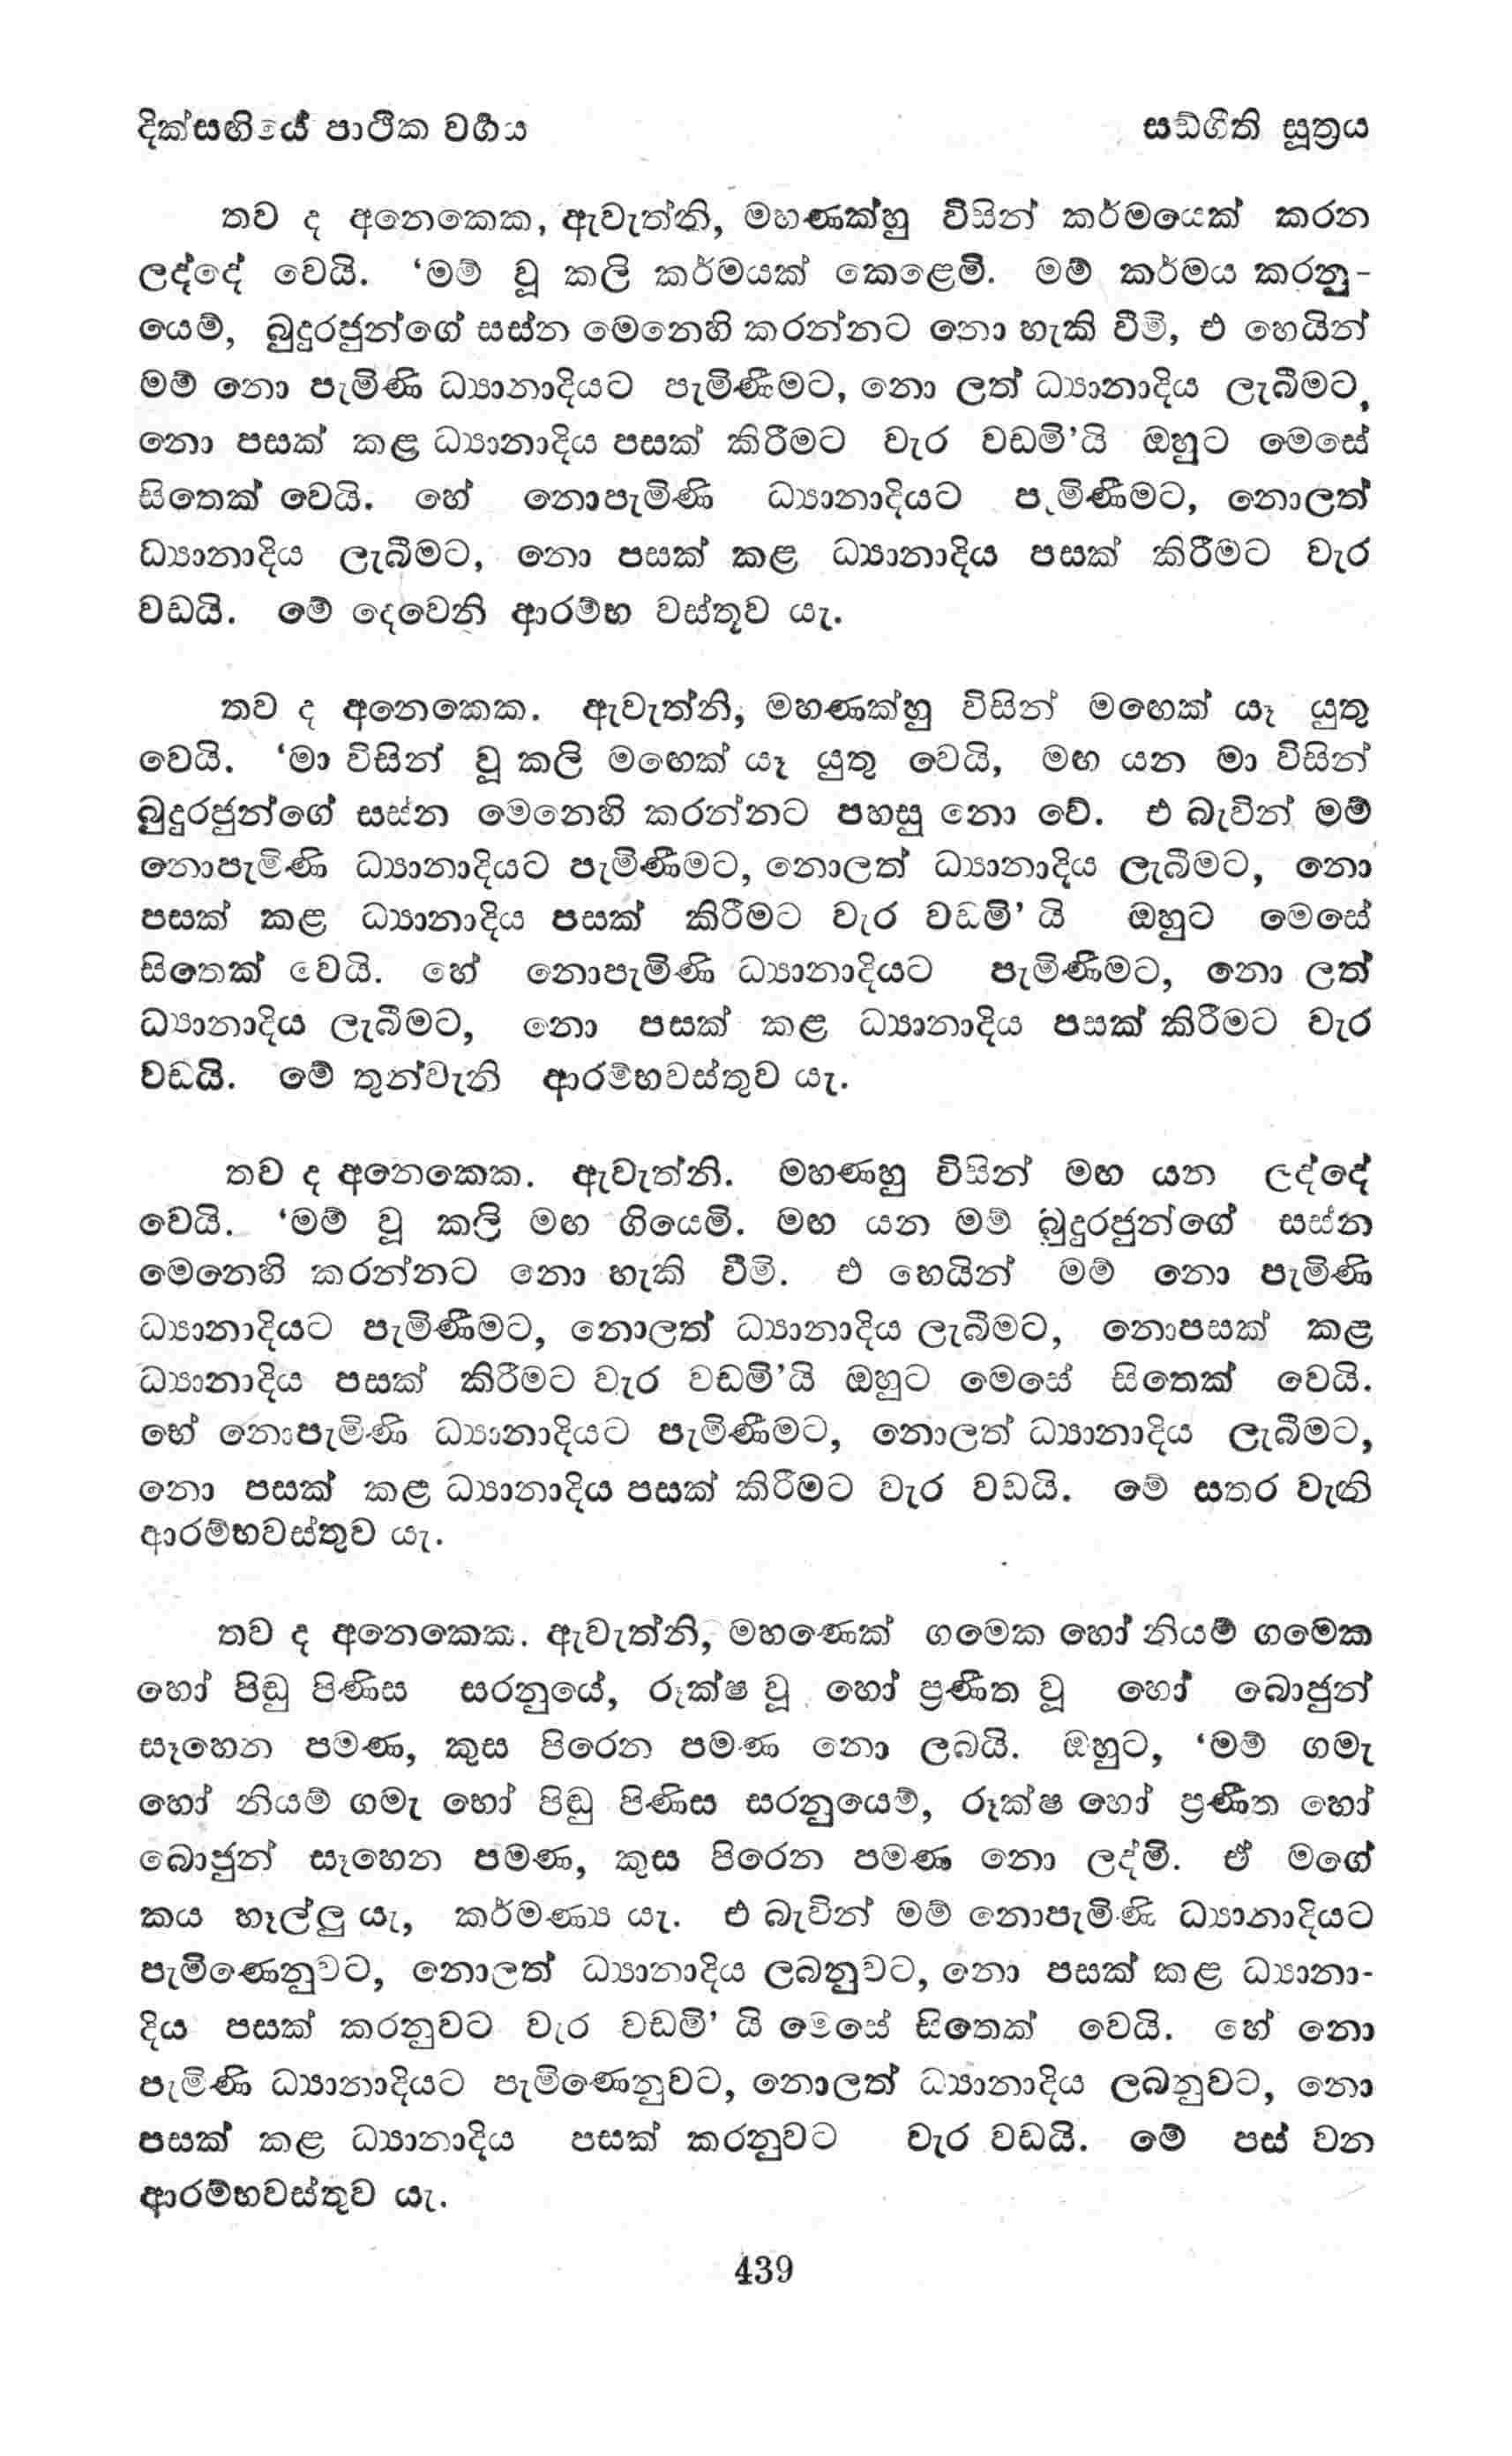 දික්සඟියේ පාථික වර්‍ගය
සඩ්ගීති සූත්‍රය
තව ද අනෙකෙක, ඇවැත්නි, මහණක්හු විසින් කර්මයෙක් කරන
ලද්දේ වෙයි. ‘මම් වූ කලි කර්මයක් කෙළෙමි. මම් කර්මය කරනු-
යෙම්, බුදුරජුන්ගේ සස්න මෙනෙහි කරන්නට නො හැකි වීමි, එ හෙයින්
මම් නො පැමිණි ධ්‍යානාදියට පැමිණීමට, නො ලත් ධ්‍යානාදිය ලැබීමට,
නො පසක් කළ ධ්‍යානාදිය පසක් කිරීමට වැර වඩමි’යි ඔහුට මෙසේ
සිතෙක් වෙයි. හේ නොපැමිණි ධ්‍යානාදියට පැමිණීමට, නොලත්
ධ්‍යානාදිය ලැබීමට, නො පසක් කළ ධ්‍යානාදිය පසක් කිරීමට වැර
වඩයි. මේ දෙවෙනි ආරම්භ වස්තූව යැ.
තව ද අනෙකෙක. ඇවැත්නි, මහණක්හු විසින් මඟෙක් යෑ යුතු
වෙයි. ‘මා විසින් වූ කලි මඟෙක් යෑ යුතු වෙයි, මඟ යන මා විසින්
බුදුරජුන්ගේ සස්න මෙනෙහි කරන්නට පහසු නො වේ. එ බැවින් මම්
නොපැමිණි ධ්‍යානාදියට පැමිණීමට, නොලත් ධ්‍යානාදිය ලැබීමට, නො
පසක් කළ ධ්‍යානාදිය පසක් කිරීමට වැර වඩමි’ යි ඔහුට මෙසේ
සිතෙක් වෙයි. හේ නොපැමිණි ධ්‍යානාදියට පැමිණීමට, නො ලත්
ධ්‍යානාදිය ලැබීමට, නො පසක් කළ ධ්‍යානාදිය පසක් කිරීමට වැර
වඩයි. මේ තුන්වැනි ආරම්භවස්තුව යැ.
තව ද අනෙකෙක. ඇවැත්නි. මහණහු විසින් මඟ යන ලද්දේ
වෙයි. ‘මම් වූ කලි මඟ ගියෙමි. මඟ යන මම් බුදුරජුන්ගේ සස්න
මෙනෙහි කරන්නට නො හැකි වීමි. එ හෙයින් මම් නො පැමිණි
ධ්‍යානාදියට පැමිණීමට, නොලත් ධ්‍යානාදිය ලැබීමට, නොපසක් කළ
ධ්‍යානාදිය පසක් කිරීමට වැර වඩමි’යි ඔහුට මෙසේ සිතෙක් වෙයි.
හේ නොපැමිණි ධ්‍යානාදියට පැමිණීමට, නොලත් ධ්‍යානාදිය ලැබීමට,
නො පසක් කළ ධ්‍යානාදිය පසක් කිරීමට වැර වඩයි. මේ සතර වැනි
ආරම්භවස්තුව යැ.
තව ද අනෙකෙක. ඇවැත්නි, මහණෙක් ගමෙක හෝ නියම් ගමෙක
හෝ පිඬු පිණිස සරනුයේ, රූක්ෂ වූ හෝ ප්‍රණීත වූ හෝ බොජුන්
සෑහෙන පමණ, කුස පිරෙන පමණ නො ලබයි. ඔහුට, ‘මම් ගමැ
හෝ නියම් ගමැ හෝ පිඬු පිණිස සරනුයෙම්, රූක්ෂ හෝ ප්‍රණීත හෝ
බොජුන් සෑහෙන පමණ, කුස පිරෙන පමණ නො ලද්මි. ඒ මගේ
කය හෑල්ලු යැ, කර්මණ්‍ය යැ. එ බැවින් මම් නොපැමිණි ධ්‍යානාදියට
පැමිණෙනුවට, නොලත් ධ්‍යානාදිය ලබනුවට, නො පසක් කළ ධ්‍යානා-
දිය පසක් කරනුවට වැර වඩමි’ යි මෙසේ සිතෙක් වෙයි. හේ නො
පැමිණි ධ්‍යානාදියට පැමිණෙනුවට, නොලත් ධ්‍යානාදිය ලබනුවට, නො
පසක් කළ ධ්‍යානාදිය පසක් කරනුවට වැර වඩයි. මේ පස් වන
ආරම්භවස්තුව යැ.
439